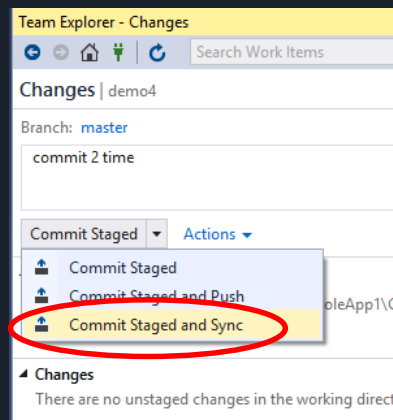 Team Explorer - Changes
Search Work Items
Changes | demo4
Branch: master
commit 2 time
Commit Staged Actions
Commit Staged
Commit Staged and Push
oleApp1\
Commit Staged and Sync
Changes
There are no unstaged changes in the working direct